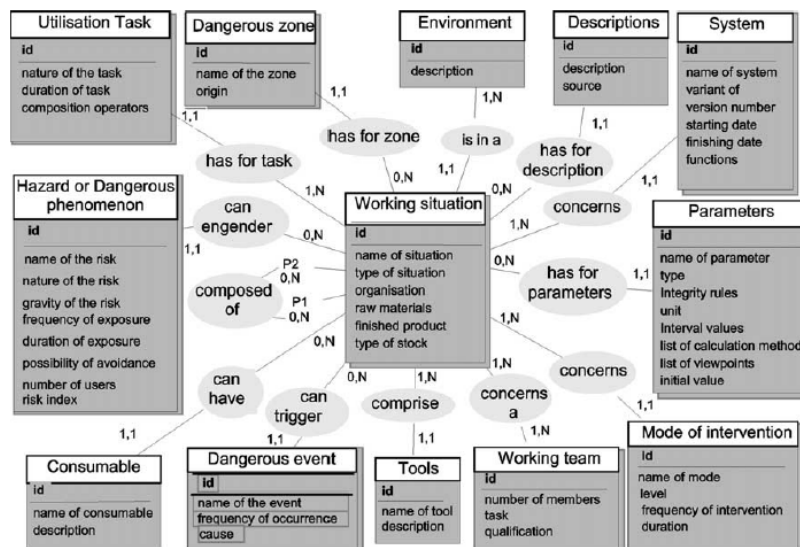 Utilisation Task
id
nature of the task
duration of task
composition operators
Dangerous zone
id
name of the zone
origin
Environment
id
description
Descriptions
id
description
source
System
id
name of system
variant of
version number
starting date
finishing date
functions
1,1
1,1
1,N
1,1
1,1
has for task
has for zone
is in a
has for
description
concerns
1,N
0,N
1,1
0,N
1,N
Hazard or Dangerous
phenomenon
id
name of the risk
nature of the risk
gravity of the risk
frequency of exposure
duration of exposure
possibility of avoidance
number of users
risk index
can
engender
1,1
0,N
composed
of
P2
0,N
P1
0,N
Working situation
id
name of situation
type of situation
organisation
raw materials
finished product
type of stock
0,N
has for
parameters
1,1
Parameters
id
name of parameter
type
Integrity rules
unit
Interval values
list of calculation method
list of viewpoints
initial value
0,N
can
have
1,1
0,N
can
trigger
1,1
1,N
comprise
1,1
1,N
concerns
a
1,N
1,N
concerns
1,1
Consumable
id
name of consumable
description
Dangerous event
id
name of the event
frequency of occurrence
cause
Tools
id
name of tool
description
Working team
id
number of members
task
qualification
Mode of intervention
Id
name of mode
level
frequency of intervention
duration